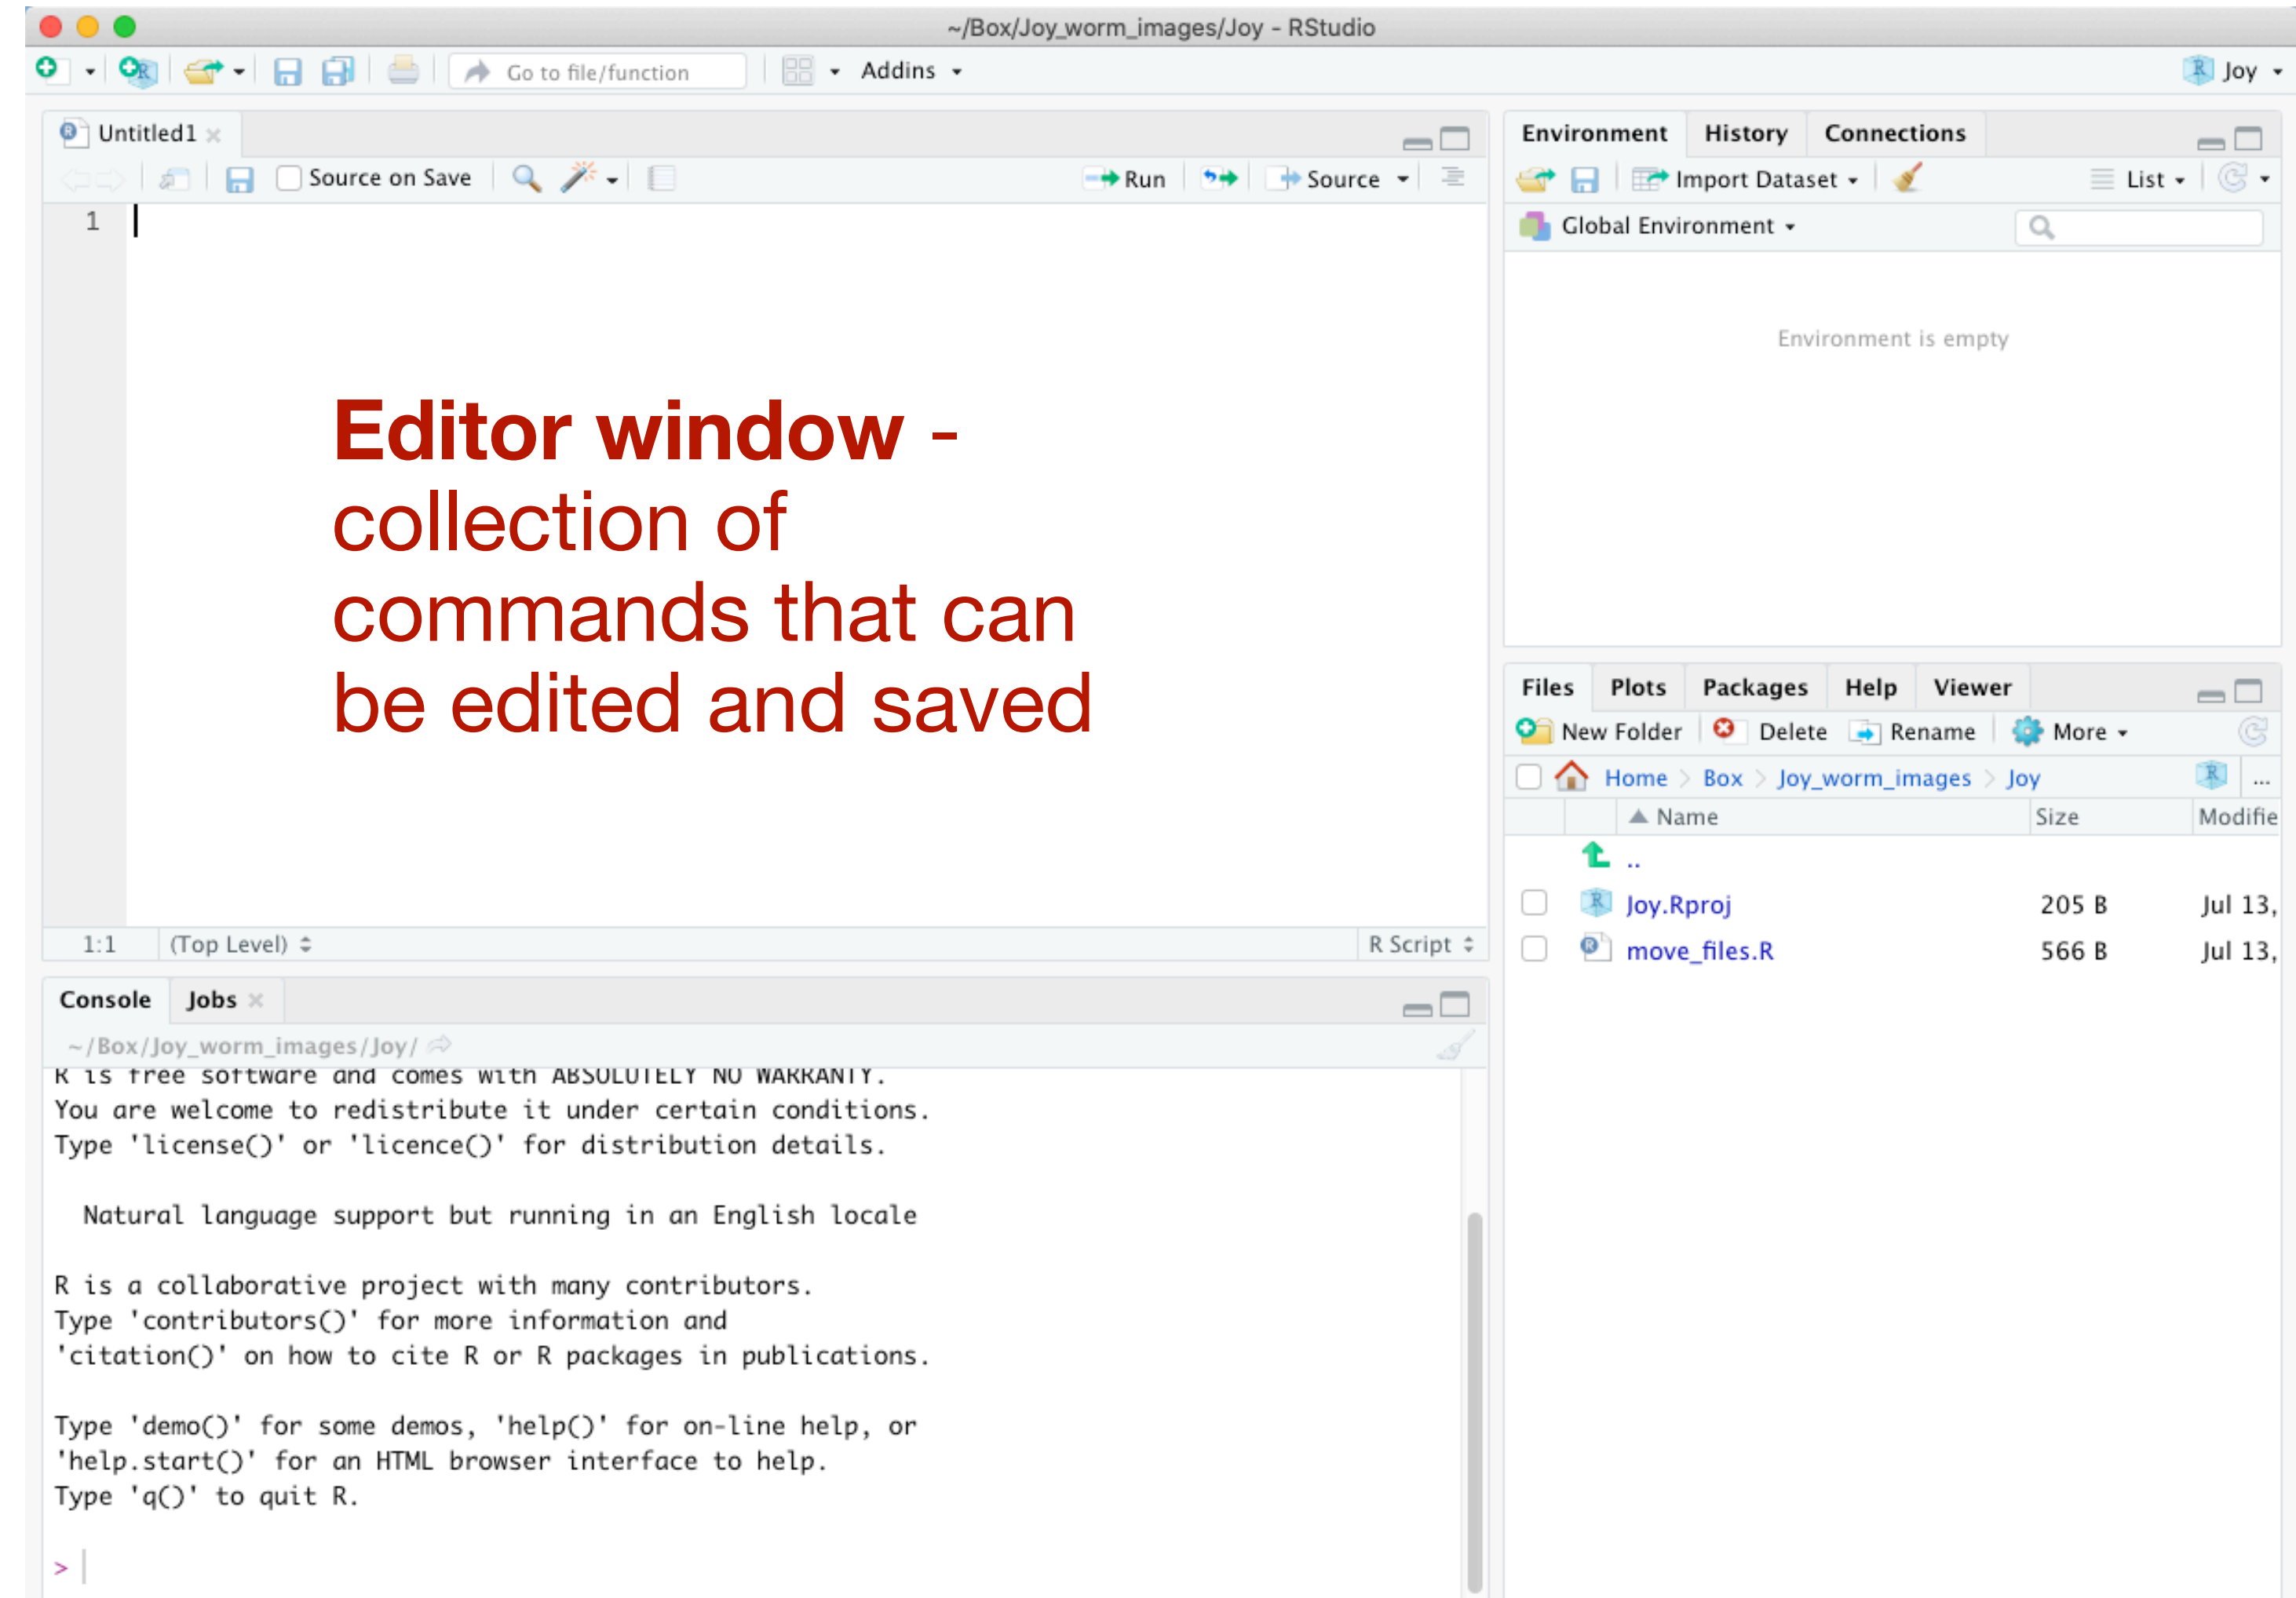 ~/Box/Joy_worm_images/Joy - RStudio
Go to file/function
Addins
Joy
Untitled1
Source on Save
Run
Source
1
Editor window -
collection of
commands that can
be edited and saved
1:1 (Top Level)
R Script
Console Jobs
~/Box/Joy_worm_images/Joy/
R is free software and comes with ABSOLUTELY NO WARRANTY.
You are welcome to redistribute it under certain conditions.
Type 'license()' or 'licence()' for distribution details.
Natural language support but running in an English locale
R is a collaborative project with many contributors.
Type 'contributors()' for more information and
'citation()' on how to cite R or R packages in publications.
Type 'demo()' for some demos, 'help()' for on-line help, or
'help.start()' for an HTML browser interface to help.
Type 'q()' to quit R.
>
Environment History Connections
Import Dataset
List
Global Environment
Environment is empty
Files Plots Packages Help Viewer
New Folder Delete Rename More
Home > Box > Joy_worm_images > Joy
...
Name Size Modifie
..
Joy.Rproj 205 B Jul 13,
move_files.R 566 B Jul 13,